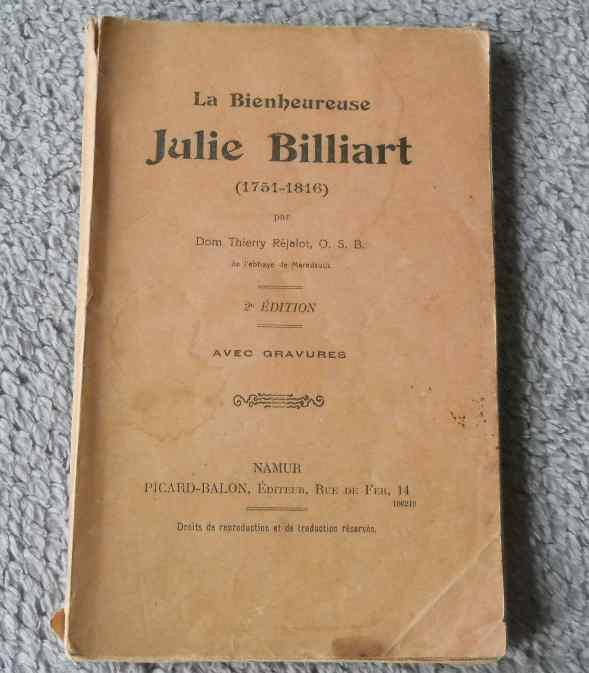 La Bienheureuse
Julie Billiart
(1751-1816)
par
Dom Thierry Réjalot, O. S. B.
de l'abbaye de Maredsous
2e ÉDITION
AVEC GRAVURES
NAMUR
PICARD-BALON, ÉDITEUR, RUE DE FER, 14
Droits de reproduction et de traduction réservés.